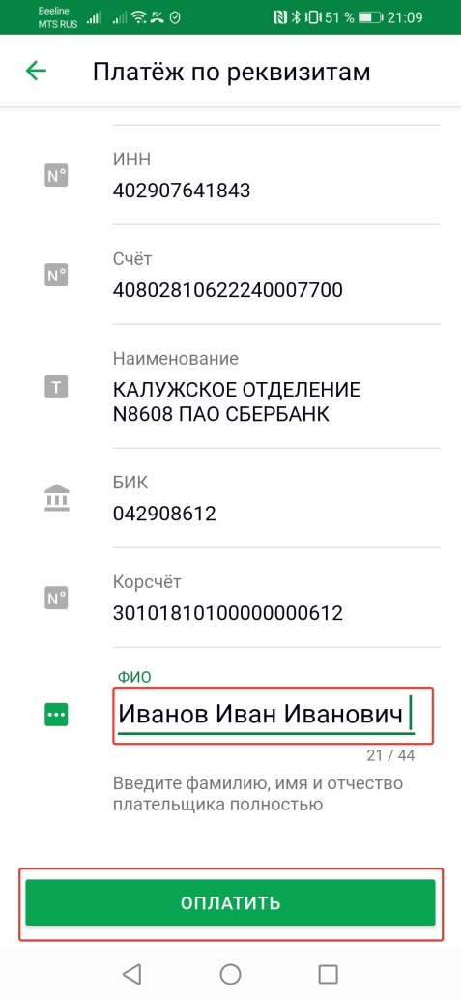 Beeline
MTS RUS
51 % 21:09
Платёж по реквизитам
N°
ИНН
402907641843
N°
Счёт
40802810622240007700
T
Наименование
КАЛУЖСКОЕ ОТДЕЛЕНИЕ
N8608 ПАО СБЕРБАНК
БИК
042908612
N°
Корсчёт
30101810100000000612
ФИО
Иванов Иван Иванович
21 / 44
Введите фамилию, имя и отчество
плательщика полностью
ОПЛАТИТЬ